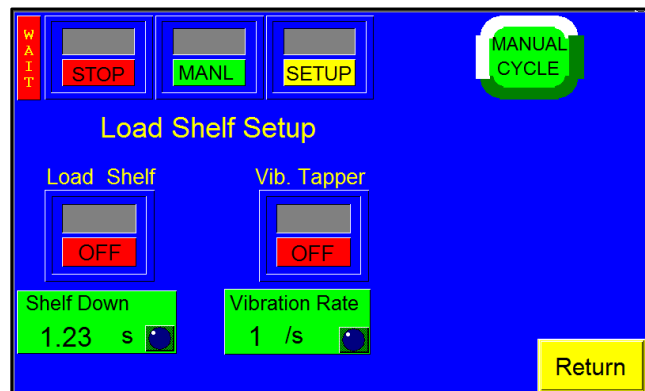 WAIT
STOP
MANL
SETUP
MANUAL
CYCLE
Load Shelf Setup
Load Shelf
Vib. Tapper
OFF
OFF
Shelf Down
1.23 s
Vibration Rate
1 /s
Return